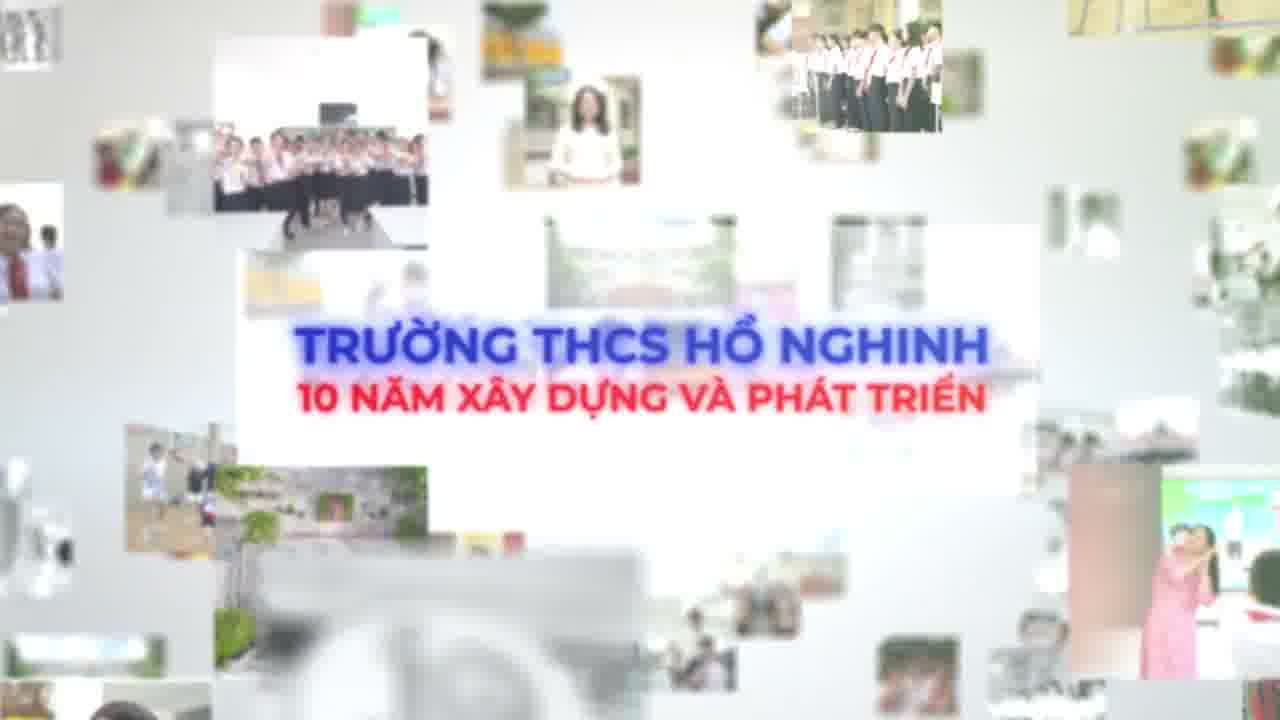 TRƯỜNG THCS HỒ NGHINH
10 NĂM XÂY DỰNG VÀ PHÁT TRIỂN